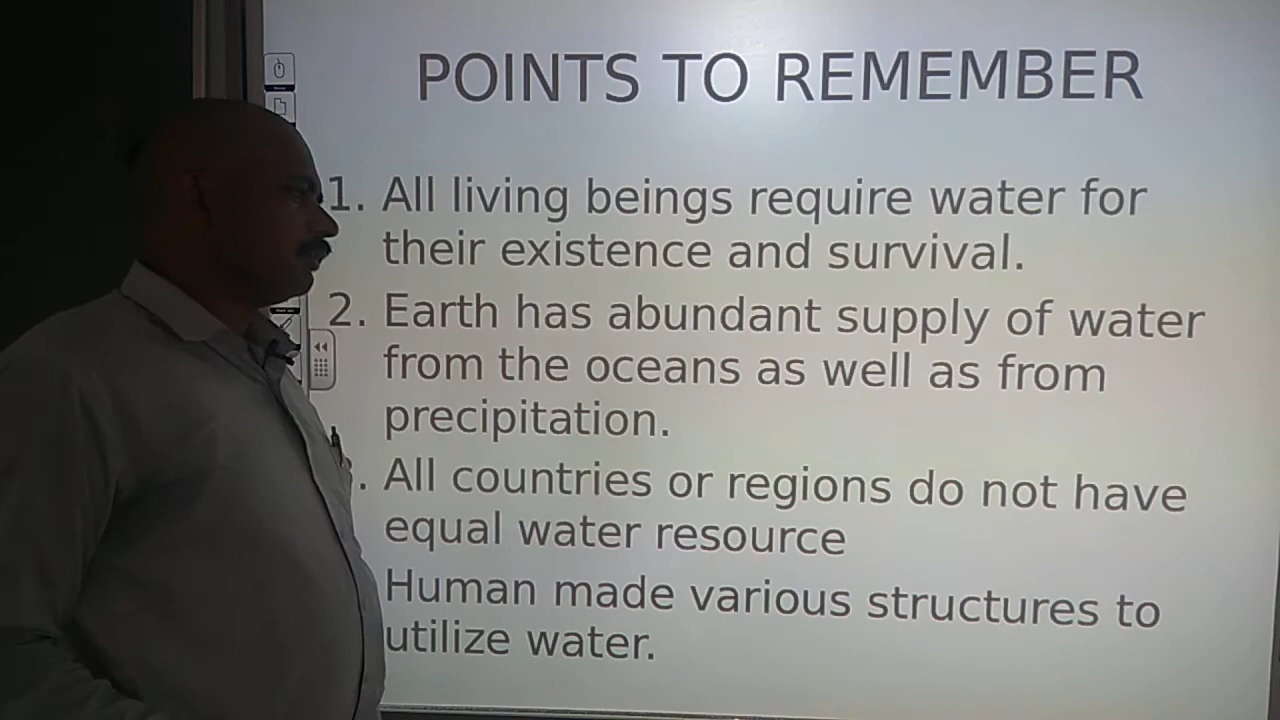 POINTS TO REMEMBER
1. All living beings require water for
their existence and survival.
2. Earth has abundant supply of water
from the oceans as well as from
precipitation.
. All countries or regions do not have
equal water resource
Human made various structures to
utilize water.